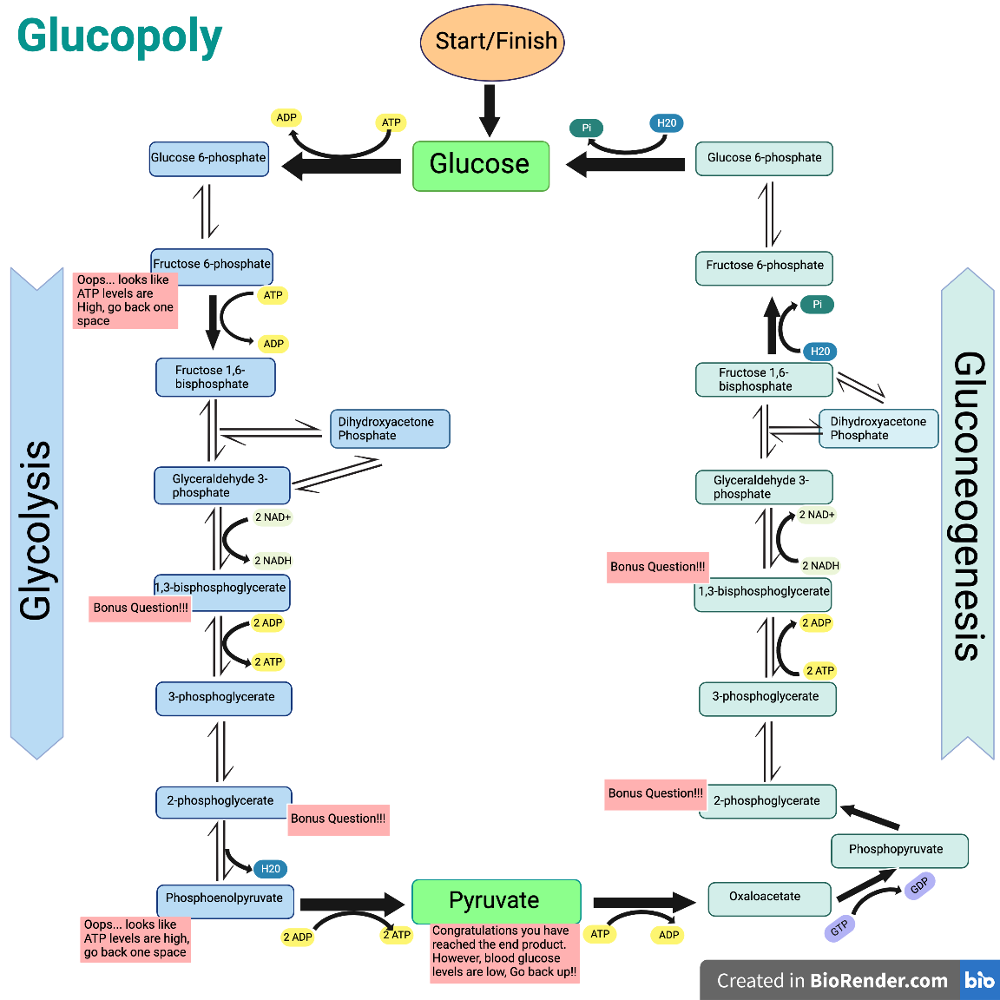 Glucopoly
Start/Finish
ADP
ATP
Pi
H20
Glucose 6-phosphate
Glucose
Glucose 6-phosphate
Fructose 6-phosphate
Fructose 6-phosphate
Oops... looks like
ATP levels are
High, go back one
space
ATP
ADP
Pi
H20
Fructose 1,6-
bisphosphate
Fructose 1,6-
bisphosphate
Dihydroxyacetone
Phosphate
Dihydroxyacetone
Phosphate
Glycolysis
Gluconeogenesis
Glyceraldehyde 3-
phosphate
Glyceraldehyde 3-
phosphate
2 NAD+
2 NADH
2 NAD+
2 NADH
Bonus Question!!!
1,3-bisphosphoglycerate
1,3-bisphosphoglycerate
Bonus Question!!!
2 ADP
2 ATP
2 ADP
2 ATP
3-phosphoglycerate
3-phosphoglycerate
2-phosphoglycerate
Bonus Question!!!
Bonus Question!!!
2-phosphoglycerate
H20
Phosphopyruvate
Phosphoenolpyruvate
Pyruvate
Oxaloacetate
GDP
GTP
Oops... looks like
ATP levels are high,
go back one space
2 ADP
2 ATP
Congratulations you have
reached the end product.
However, blood glucose
levels are low, Go back up!!
ATP
ADP
Created in BioRender.com bio